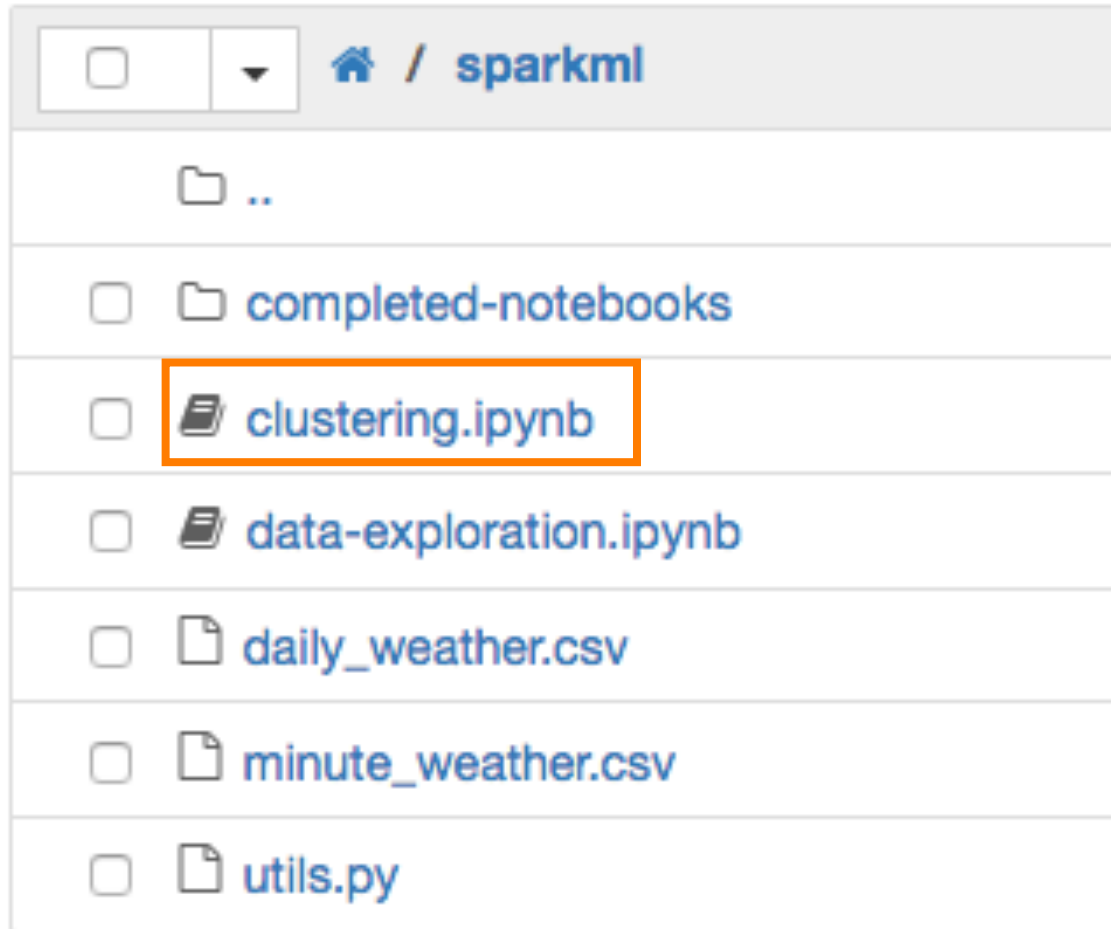 / sparkml
..
completed-notebooks
clustering.ipynb
data-exploration.ipynb
daily_weather.csv
minute_weather.csv
utils.py